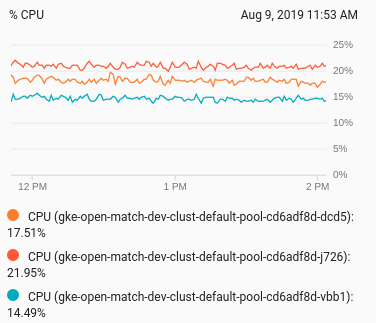 % CPU
Aug 9, 2019 11:53 AM
25%
20%
15%
10%
5%
0%
12 PM
1 PM
2 PM
CPU (gke-open-match-dev-clust-default-pool-cd6adf8d-dcd5):
17.51%
CPU (gke-open-match-dev-clust-default-pool-cd6adf8d-j726):
21.95%
CPU (gke-open-match-dev-clust-default-pool-cd6adf8d-vbb1):
14.49%